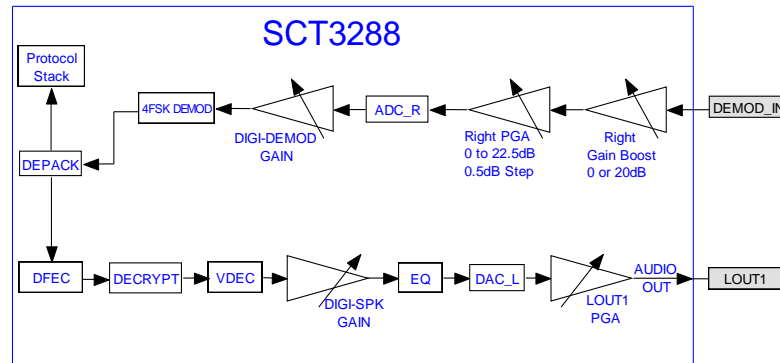 SCT3288
Protocol
Stack
4FSK DEMOD
DIGI-DEMOD
GAIN
ADC_R
Right PGA
0 to 22.5dB
0.5dB Step
Right
Gain Boost
0 or 20dB
DEMOD_IN
DEPACK
DFEC
DECRYPT
VDEC
DIGI-SPK
GAIN
EQ
DAC_L
LOUT1
PGA
AUDIO
OUT
LOUT1